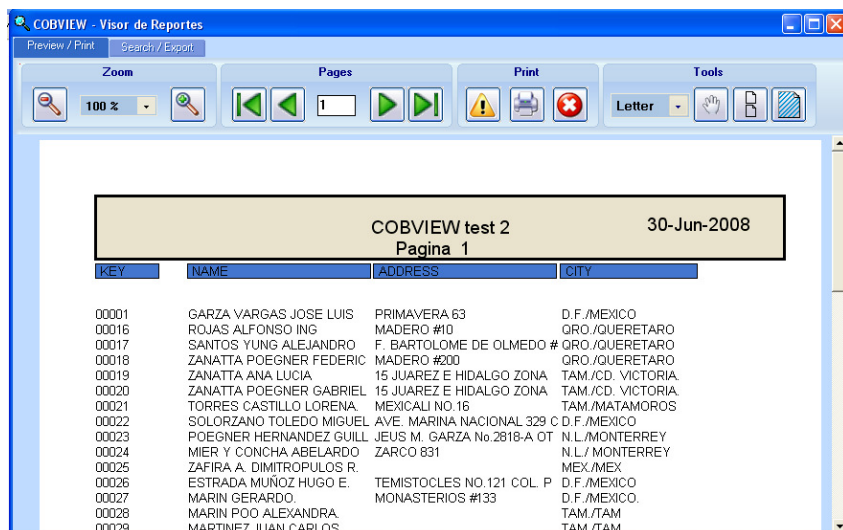 COBVIEW - Visor de Reportes
Preview / Print Search / Export
Zoom Pages Print Tools
100 % 1 Letter
COBVIEW test 2 30-Jun-2008
Pagina 1
KEY NAME ADDRESS CITY
00001 GARZA VARGAS JOSE LUIS PRIMAVERA 63 D.F./MEXICO
00016 ROJAS ALFONSO ING MADERO #10 QRO./QUERETARO
00017 SANTOS YUNG ALEJANDRO F. BARTOLOME DE OLMEDO # QRO./QUERETARO
00018 ZANATTA POEGNER FEDERIC MADERO #200 QRO./QUERETARO
00019 ZANATTA ANA LUCIA 15 JUAREZ E HIDALGO ZONA TAM./CD. VICTORIA.
00020 ZANATTA POEGNER GABRIEL 15 JUAREZ E HIDALGO ZONA TAM./CD. VICTORIA.
00021 TORRES CASTILLO LORENA. MEXICALI NO.16 TAM./MATAMOROS
00022 SOLORZANO TOLEDO MIGUEL AVE. MARINA NACIONAL 329 C D.F./MEXICO
00023 POEGNER HERNANDEZ GUILL JEUS M. GARZA No.2818-A OT N.L./MONTERREY
00024 MIER Y CONCHA ABELARDO ZARCO 831 N.L./ MONTERREY
00025 ZAFIRA A. DIMITROPULOS R. MEX./MEX
00026 ESTRADA MUÑOZ HUGO E. TEMISTOCLES NO.121 COL. P D.F./MEXICO
00027 MARIN GERARDO. MONASTERIOS #133 D.F./MEXICO.
00028 MARIN POO ALEXANDRA. TAM./TAM
00029 MARTINEZ JUAN CARLOS TAM./TAM